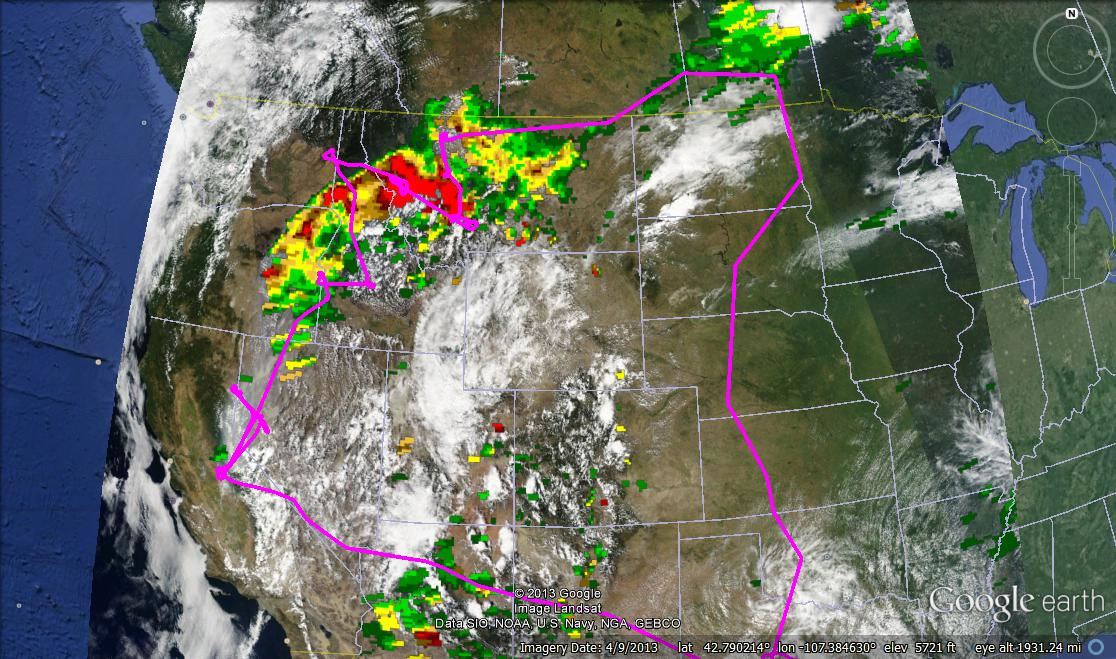 N
© 2013 Google
Image Landsat
Data SIO, NOAA, U.S. Navy, NGA, GEBCO
Google earth
Imagery Date: 4/9/2013 lat 42.790214° lon -107.384630° elev 5721 ft eye alt 1931.24 mi